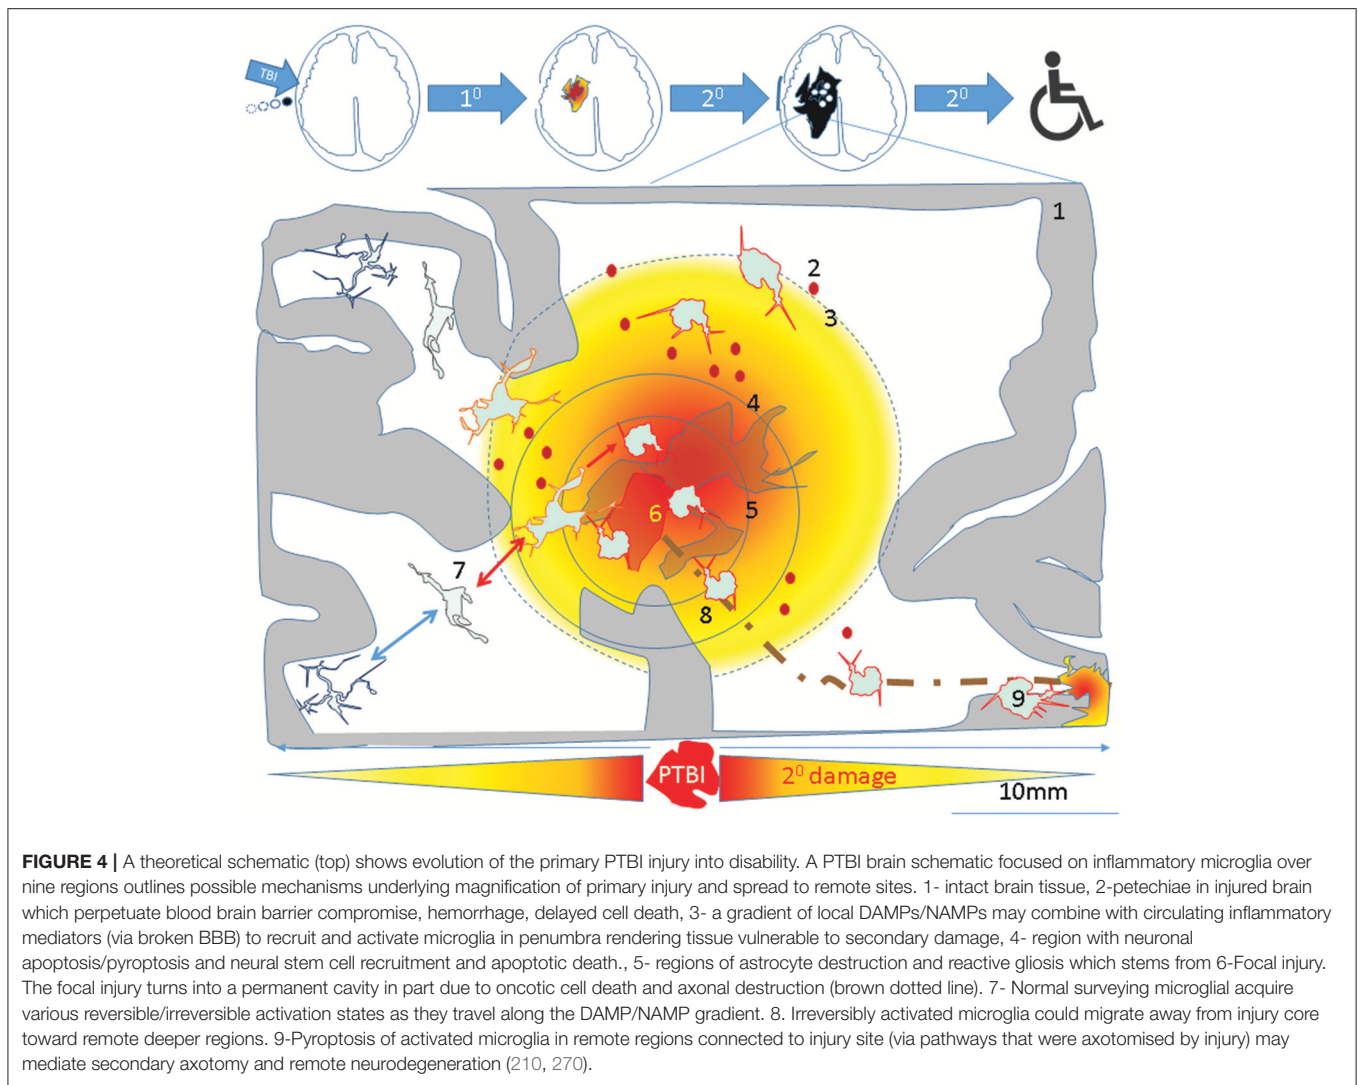 TBI
1⁰
2⁰
2⁰
1
2
3
4
5
6
7
8
9
PTBI
2⁰ damage
10mm
FIGURE 4 | A theoretical schematic (top) shows evolution of the primary PTBI injury into disability. A PTBI brain schematic focused on inflammatory microglia over
nine regions outlines possible mechanisms underlying magnification of primary injury and spread to remote sites. 1- intact brain tissue, 2-petechiae in injured brain
which perpetuate blood brain barrier compromise, hemorrhage, delayed cell death, 3- a gradient of local DAMPs/NAMPs may combine with circulating inflammatory
mediators (via broken BBB) to recruit and activate microglia in penumbra rendering tissue vulnerable to secondary damage, 4- region with neuronal
apoptosis/pyroptosis and neural stem cell recruitment and apoptotic death., 5- regions of astrocyte destruction and reactive gliosis which stems from 6-Focal injury.
The focal injury turns into a permanent cavity in part due to oncotic cell death and axonal destruction (brown dotted line). 7- Normal surveying microglial acquire
various reversible/irreversible activation states as they travel along the DAMP/NAMP gradient. 8. Irreversibly activated microglia could migrate away from injury core
toward remote deeper regions. 9-Pyroptosis of activated microglia in remote regions connected to injury site (via pathways that were axotomised by injury) may
mediate secondary axotomy and remote neurodegeneration (210, 270).